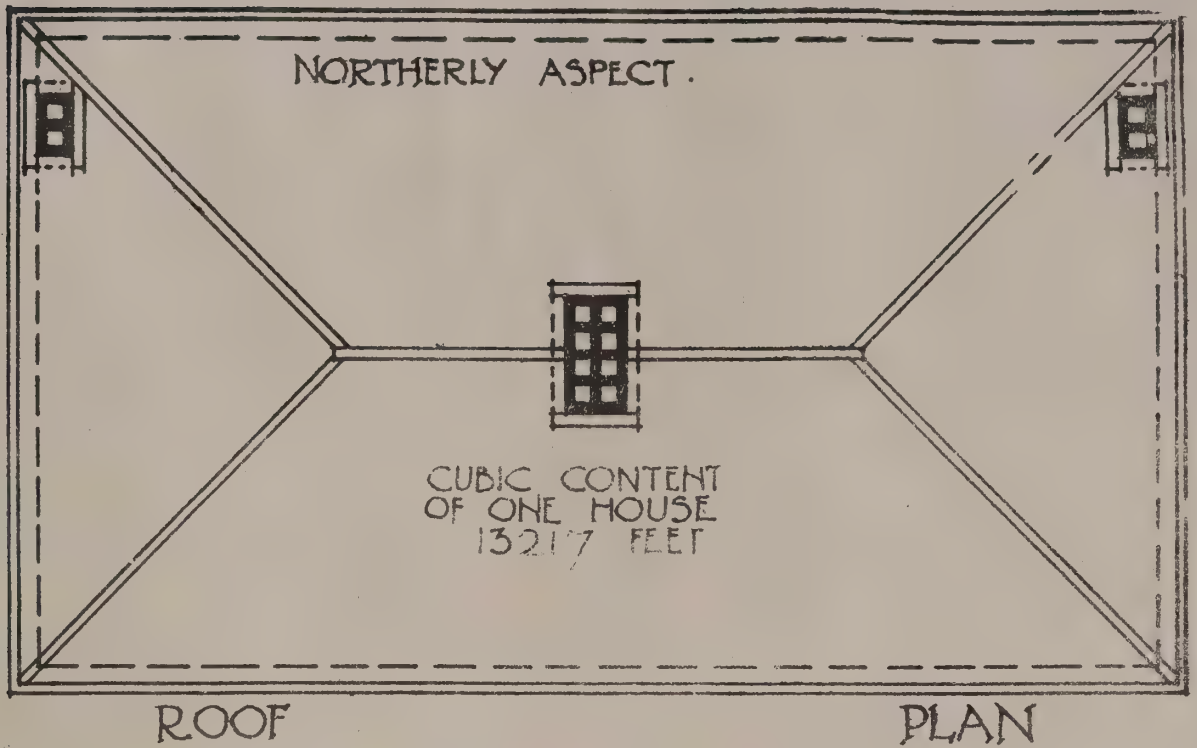 NORTHERLY ASPECT.
CUBIC CONTENT
OF ONE HOUSE
13217 FEET
ROOF PLAN